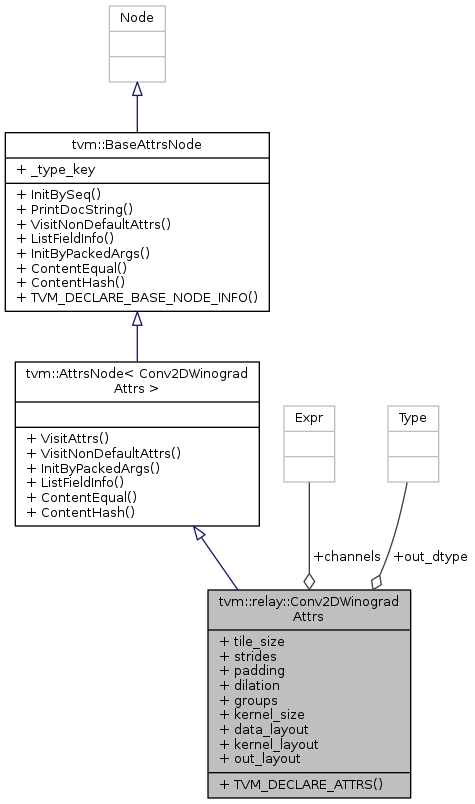 Node
tvm::BaseAttrsNode
+ _type_key
+ InitBySeq()
+ PrintDocString()
+ VisitNonDefaultAttrs()
+ ListFieldInfo()
+ InitByPackedArgs()
+ ContentEqual()
+ ContentHash()
+ TVM_DECLARE_BASE_NODE_INFO()
tvm::AttrsNode< Conv2DWinograd
Attrs >
+ VisitAttrs()
+ VisitNonDefaultAttrs()
+ InitByPackedArgs()
+ ListFieldInfo()
+ ContentEqual()
+ ContentHash()
Expr
Type
+channels
+out_dtype
tvm::relay::Conv2DWinograd
Attrs
+ tile_size
+ strides
+ padding
+ dilation
+ groups
+ kernel_size
+ data_layout
+ kernel_layout
+ out_layout
+ TVM_DECLARE_ATTRS()